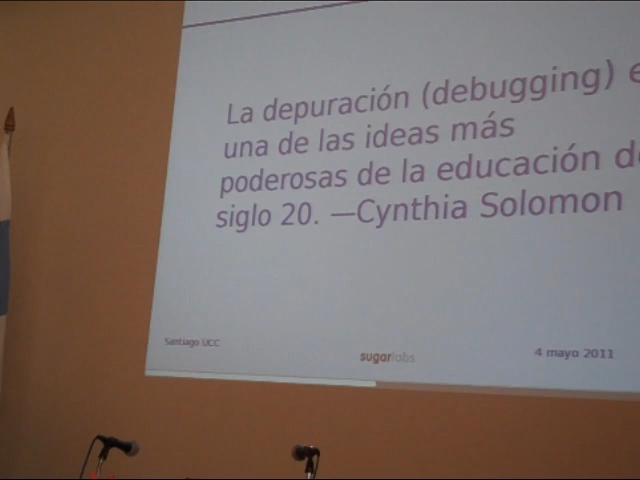 La depuración (debugging) e
una de las ideas más
poderosas de la educación d
siglo 20. —Cynthia Solomon
Santiago UCC
sugarlabs
4 mayo 2011